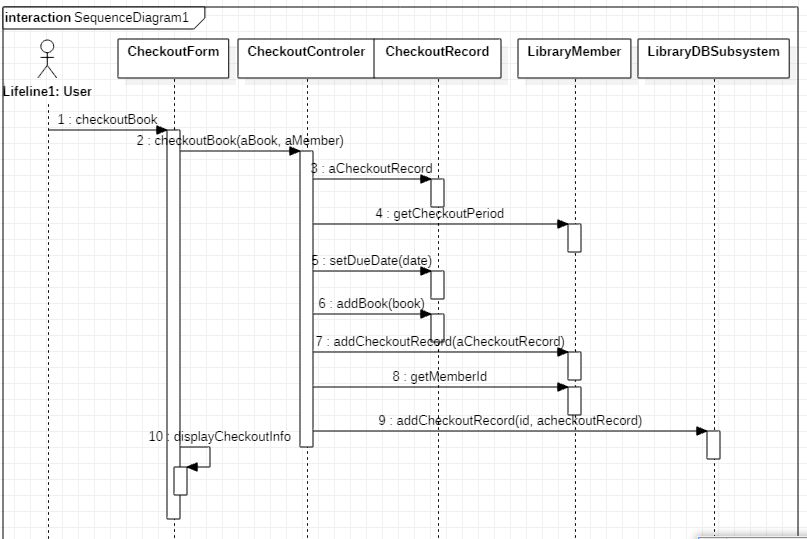 interaction SequenceDiagram1
CheckoutForm
CheckoutControler
CheckoutRecord
LibraryMember
LibraryDBSubsystem
Lifeline1: User
1 : checkoutBook
2 : checkoutBook(aBook, aMember)
3 : aCheckoutRecord
4 : getCheckoutPeriod
5 : setDueDate(date)
6 : addBook(book)
7 : addCheckoutRecord(aCheckoutRecord)
8 : getMemberId
9 : addCheckoutRecord(id, acheckoutRecord)
10 : displayCheckoutInfo